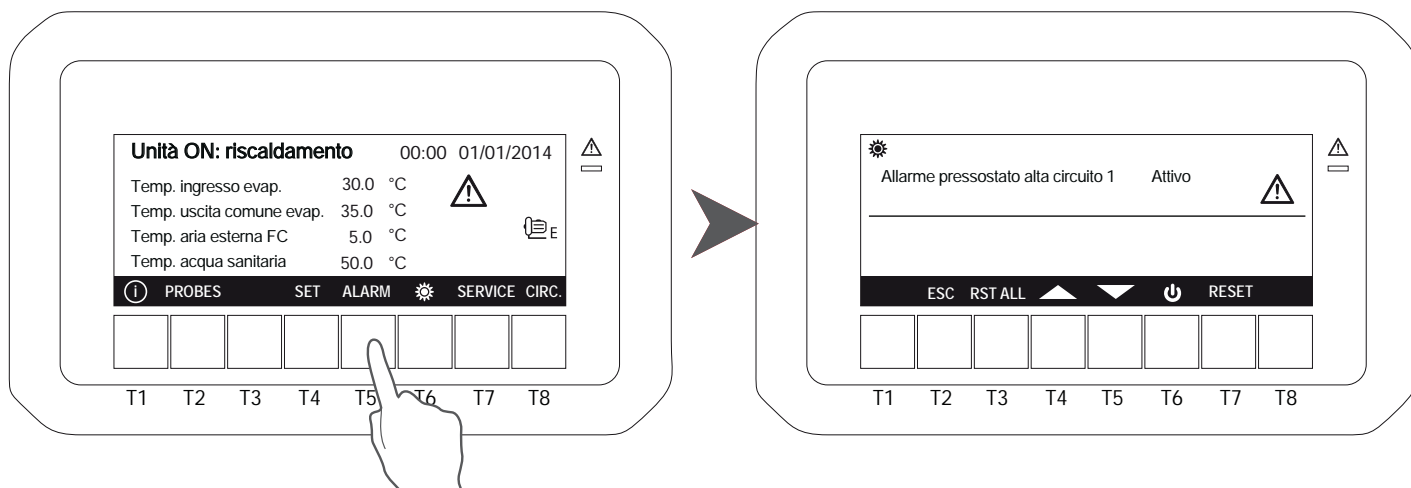 Unità ON: riscaldamento 00:00 01/01/2014
Temp. ingresso evap. 30.0 °C
Temp. uscita comune evap. 35.0 °C
Temp. aria esterna FC 5.0 °C
E
Temp. acqua sanitaria 50.0 °C
i PROBES SET ALARM SERVICE CIRC.
T1 T2 T3 T4 T5 T6 T7 T8
Allarme pressostato alta circuito 1 Attivo
ESC RST ALL RESET
T1 T2 T3 T4 T5 T6 T7 T8